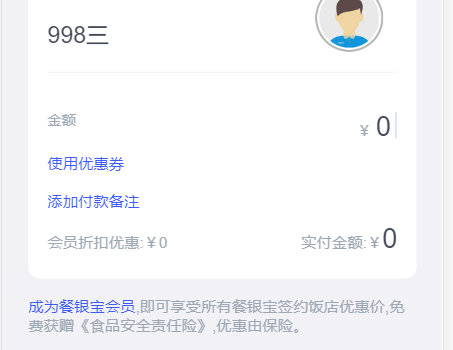 998三
金额
¥ 0
使用优惠券
添加付款备注
会员折扣优惠: ¥ 0 实付金额: ¥ 0
成为餐银宝会员,即可享受所有餐银宝签约饭店优惠价,免
费获赠《食品安全责任险》,优惠由保险。